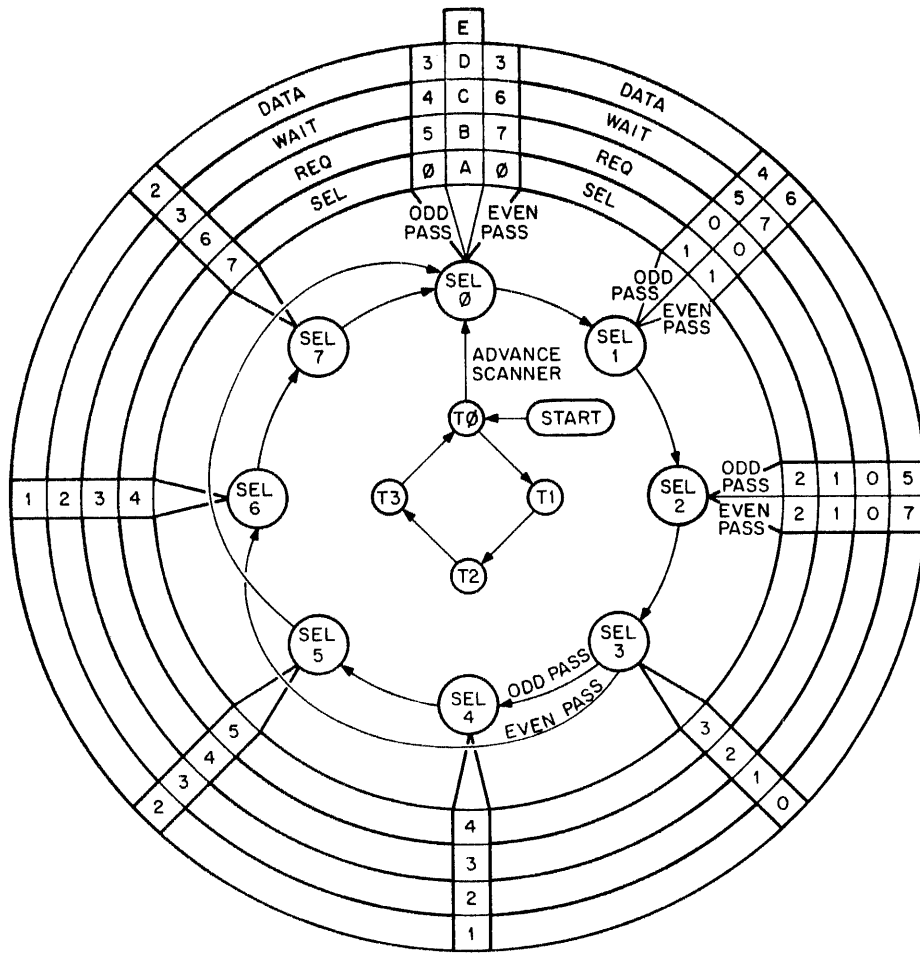 E
3 D 3
DATA
DATA
4 C 6
WAIT
WAIT
5 B 7
REQ
REQ
Ø A Ø
SEL
SEL
2
3
6
7
4
5
0
1
6
7
0
1
ODD
PASS
EVEN
PASS
ODD
PASS
EVEN
PASS
SEL
Ø
SEL
1
SEL
7
ADVANCE
SCANNER
TØ
START
T3
T1
T2
1 2 3 4
SEL
6
SEL
2
ODD
PASS
2 1 0 5
EVEN
PASS
2 1 0 7
SEL
5
SEL
3
SEL
4
ODD PASS
EVEN PASS
5
4
3
2
3
2
1
0
4
3
2
1